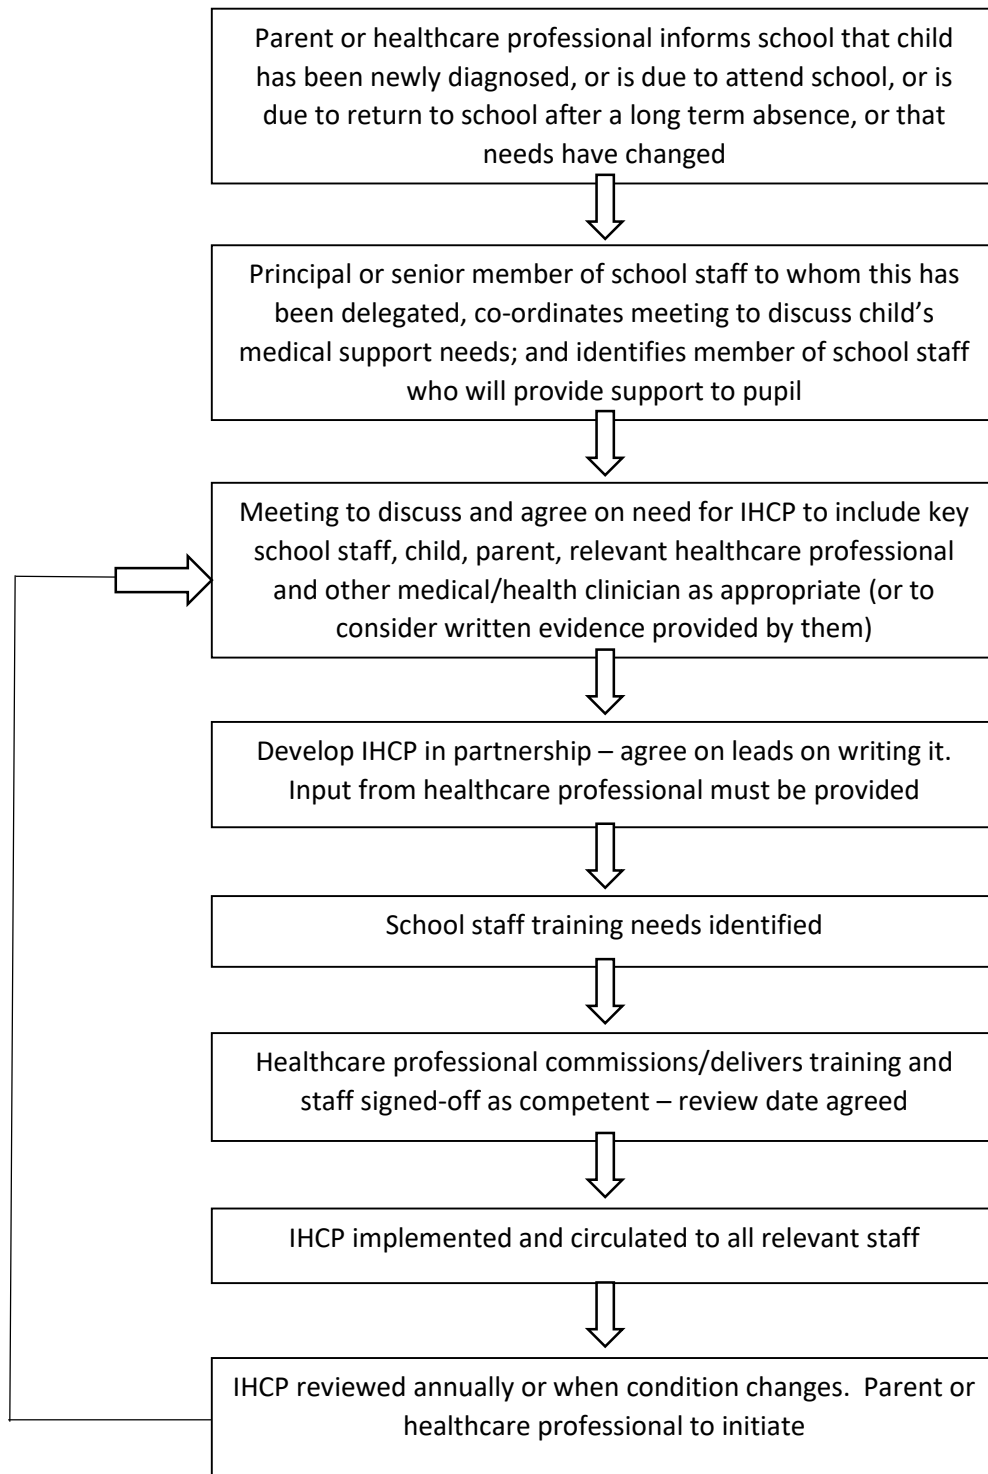 Parent or healthcare professional informs school that child
has been newly diagnosed, or is due to attend school, or is
due to return to school after a long term absence, or that
needs have changed
Principal or senior member of school staff to whom this has
been delegated, co-ordinates meeting to discuss child’s
medical support needs; and identifies member of school staff
who will provide support to pupil
Meeting to discuss and agree on need for IHCP to include key
school staff, child, parent, relevant healthcare professional
and other medical/health clinician as appropriate (or to
consider written evidence provided by them)
Develop IHCP in partnership – agree on leads on writing it.
Input from healthcare professional must be provided
School staff training needs identified
Healthcare professional commissions/delivers training and
staff signed-off as competent – review date agreed
IHCP implemented and circulated to all relevant staff
IHCP reviewed annually or when condition changes.  Parent or
healthcare professional to initiate